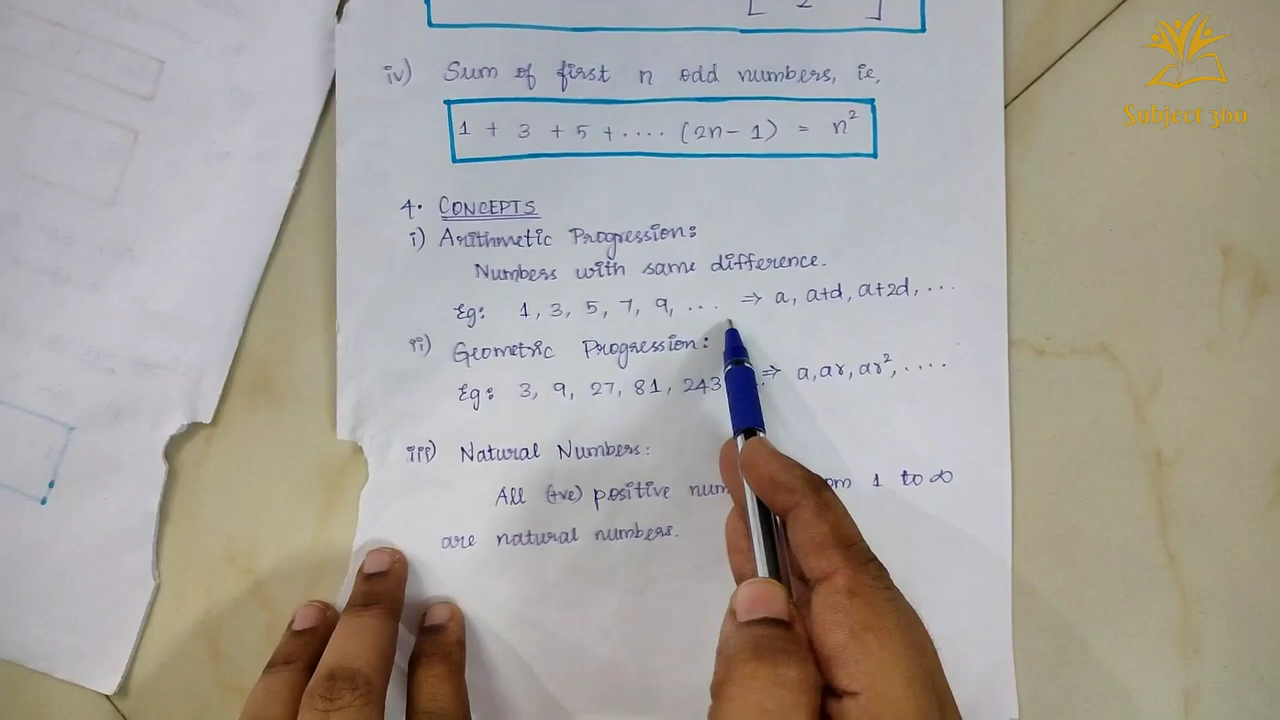 2
Subject 360
iv) Sum of first n odd numbers, ie,
1 + 3 + 5 + .... (2n - 1) = n²
4. CONCEPTS
i) Arithmetic Progression:
Numbers with same difference.
Eg: 1, 3, 5, 7, 9, ... ⇒ a, a+d, a+2d, ...
ii) Geometric Progression:
Eg: 3, 9, 27, 81, 243 ⇒ a, ar, ar², ....
iii) Natural Numbers:
All (+ve) positive 1 to ∞
are natural numbers.